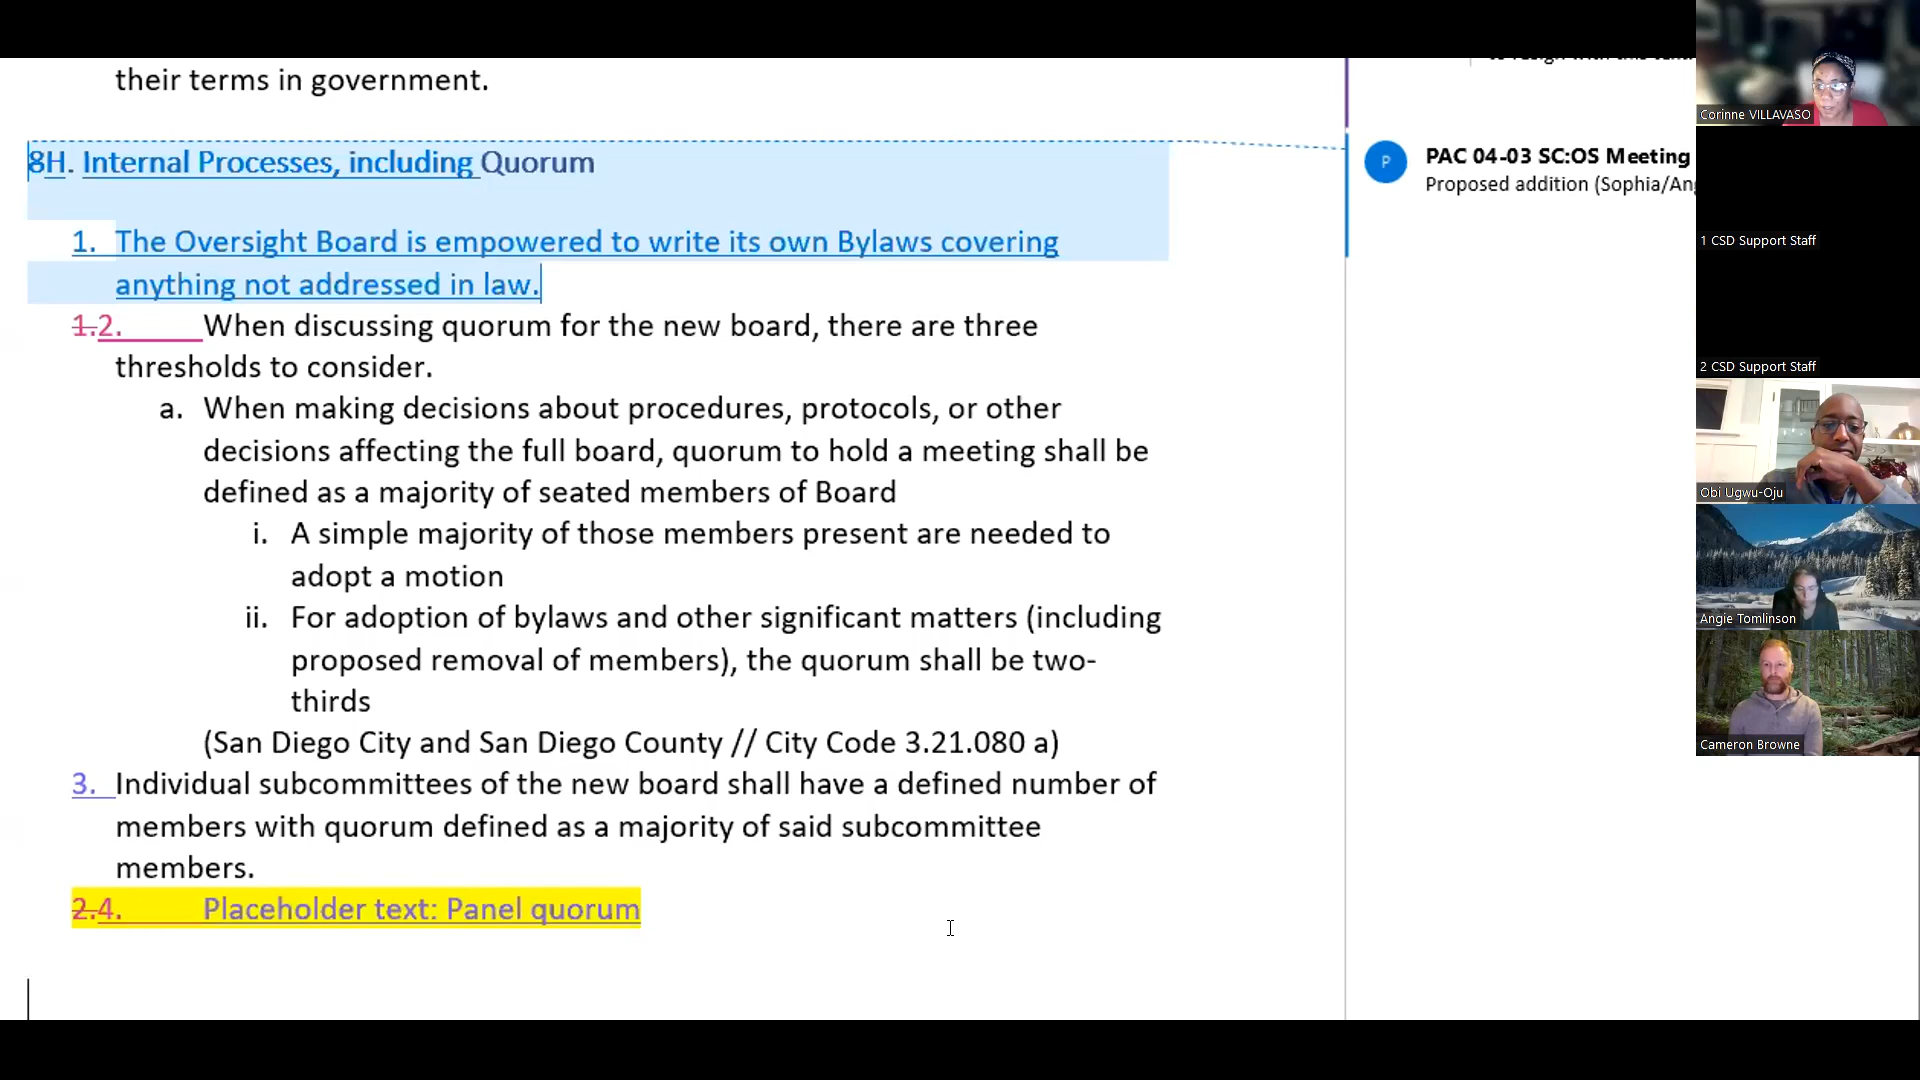 their terms in government.
8H. Internal Processes, including Quorum
1. The Oversight Board is empowered to write its own Bylaws covering
anything not addressed in law.
1.2. When discussing quorum for the new board, there are three
thresholds to consider.
a. When making decisions about procedures, protocols, or other
decisions affecting the full board, quorum to hold a meeting shall be
defined as a majority of seated members of Board
i. A simple majority of those members present are needed to
adopt a motion
ii. For adoption of bylaws and other significant matters (including
proposed removal of members), the quorum shall be two-
thirds
(San Diego City and San Diego County // City Code 3.21.080 a)
3. Individual subcommittees of the new board shall have a defined number of
members with quorum defined as a majority of said subcommittee
members.
2.4. Placeholder text: Panel quorum
P
PAC 04-03 SC:OS Meeting
Proposed addition (Sophia/An
Corinne VILLAVASO
1 CSD Support Staff
2 CSD Support Staff
Obi Ugwu-Oju
Angie Tomlinson
Cameron Browne